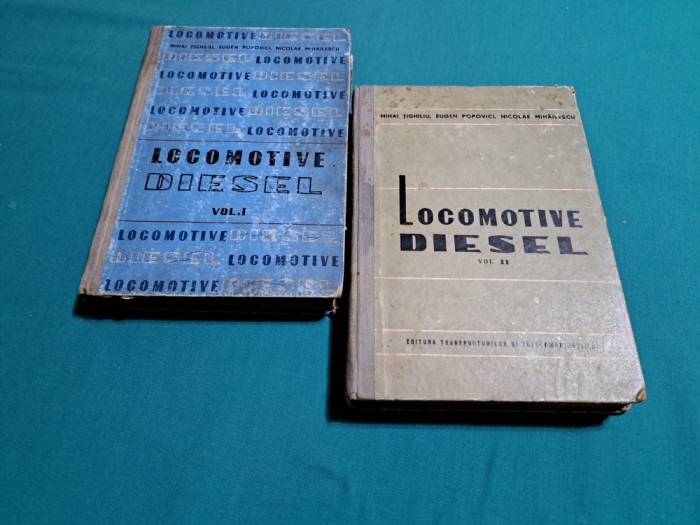 LOCOMOTIVE DIESEL
MIHAI ȚIGHILIU, EUGEN POPOVICI, NICOLAE MIHĂILESCU
DIESEL LOCOMOTIVE
LOCOMOTIVE DIESEL
DIESEL LOCOMOTIVE
LOCOMOTIVE DIESEL
DIESEL LOCOMOTIVE
LOCOMOTIVE
DIESEL
VOL. I
LOCOMOTIVE DIESEL
DIESEL LOCOMOTIVE
LOCOMOTIVE DIESEL
MIHAI ȚIGHILIU, EUGEN POPOVICI, NICOLAE MIHĂILESCU
LOCOMOTIVE
DIESEL
VOL. II
EDITURA TRANSPORTURILOR ȘI TELECOMUNICAȚIILOR